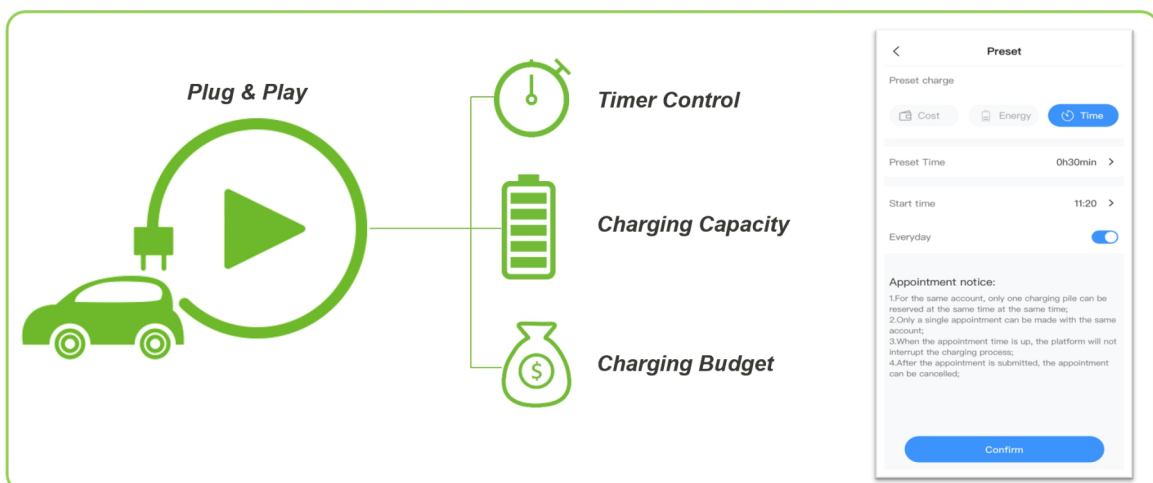 Plug & Play
Timer Control
Charging Capacity
$
Charging Budget
Preset
Preset charge
Cost
Energy
Time
Preset Time
0h30min >
Start time
11:20 >
Everyday
Appointment notice:
1.For the same account, only one charging pile can be
reserved at the same time at the same time;
2.Only a single appointment can be made with the same
account;
3.When the appointment time is up, the platform will not
interrupt the charging process;
4.After the appointment is submitted, the appointment
can be cancelled;
Confirm